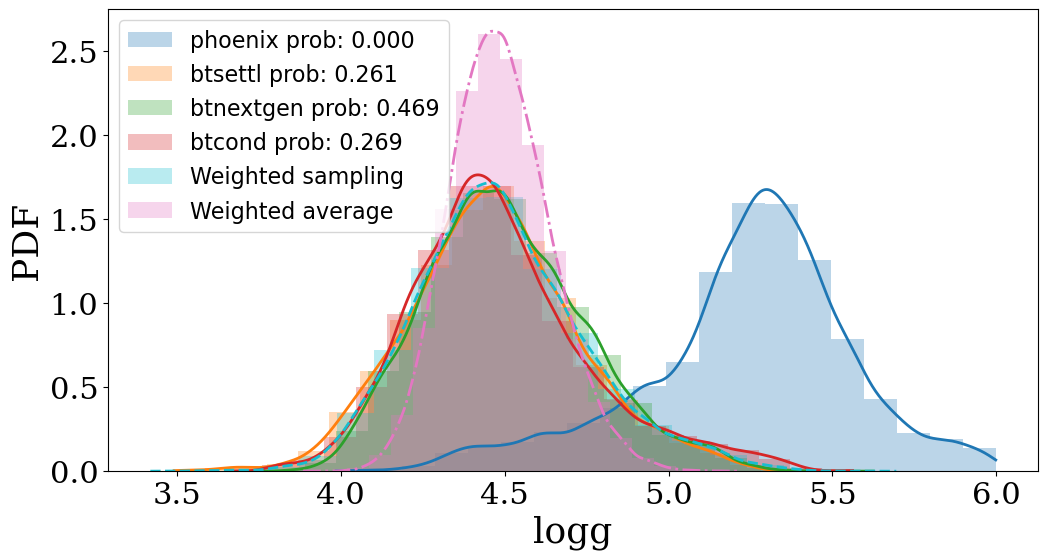 phoenix prob: 0.000
btsettl prob: 0.261
btnextgen prob: 0.469
btcond prob: 0.269
Weighted sampling
Weighted average
PDF
2.5
2.0
1.5
1.0
0.5
0.0
3.5 4.0 4.5 5.0 5.5 6.0
logg